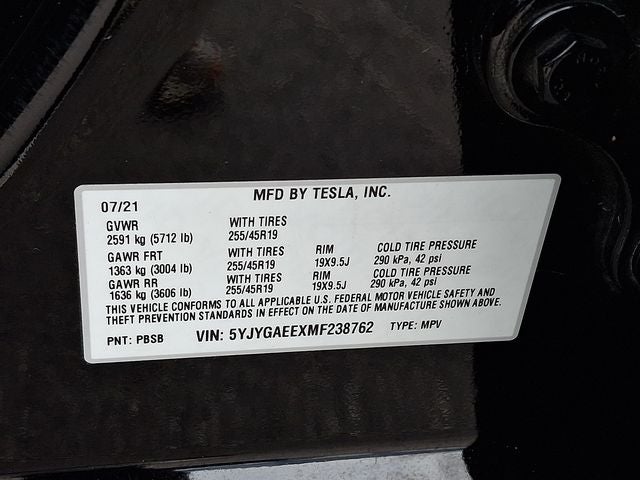 MFD BY TESLA, INC.
07/21
GVWR WITH TIRES
2591 kg (5712 lb) 255/45R19
GAWR FRT WITH TIRES RIM COLD TIRE PRESSURE
1363 kg (3004 lb) 255/45R19 19X9.5J 290 kPa, 42 psi
GAWR RR WITH TIRES RIM COLD TIRE PRESSURE
1636 kg (3606 lb) 255/45R19 19X9.5J 290 kPa, 42 psi
THIS VEHICLE CONFORMS TO ALL APPLICABLE U.S. FEDERAL MOTOR VEHICLE SAFETY AND
THEFT PREVENTION STANDARDS IN EFFECT ON THE DATE OF MANUFACTURE SHOWN ABOVE.
PNT: PBSB VIN: 5YJYGAEEXMF238762 TYPE: MPV